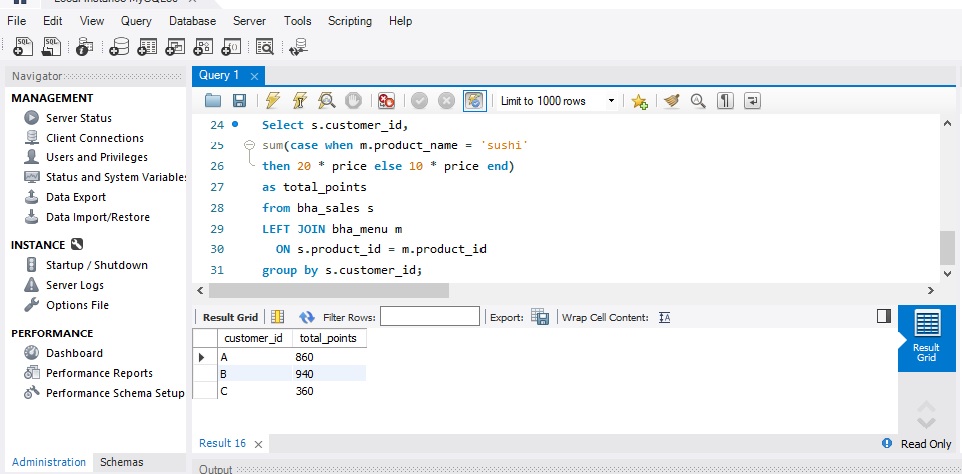 File Edit View Query Database Server Tools Scripting Help
Navigator
Query 1
MANAGEMENT
Server Status
Client Connections
Users and Privileges
Status and System Variable
Data Export
Data Import/Restore
INSTANCE
Startup / Shutdown
Server Logs
Options File
PERFORMANCE
Dashboard
Performance Reports
Performance Schema Setup
Administration Schemas
Limit to 1000 rows
24 Select s.customer_id,
25 sum(case when m.product_name = 'sushi'
26 then 20 * price else 10 * price end)
27 as total_points
28 from bha_sales s
29 LEFT JOIN bha_menu m
30 ON s.product_id = m.product_id
31 group by s.customer_id;
Result Grid Filter Rows: Export: Wrap Cell Content:
customer_id total_points
A 860
B 940
C 360
Result Grid
Result 16
Read Only
Output